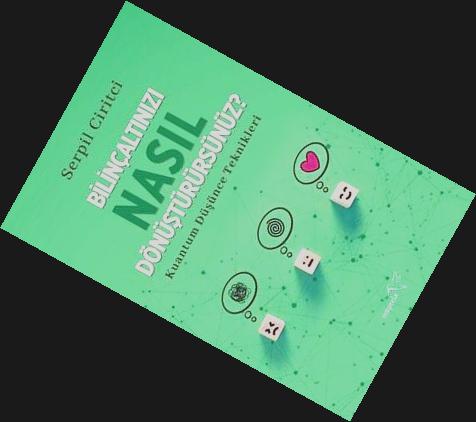 Serpil Ciritci
BİLİNÇALTINIZI
NASIL
DÖNÜŞTÜRÜRSÜNÜZ?
Kuantum Düşünce Teknikleri